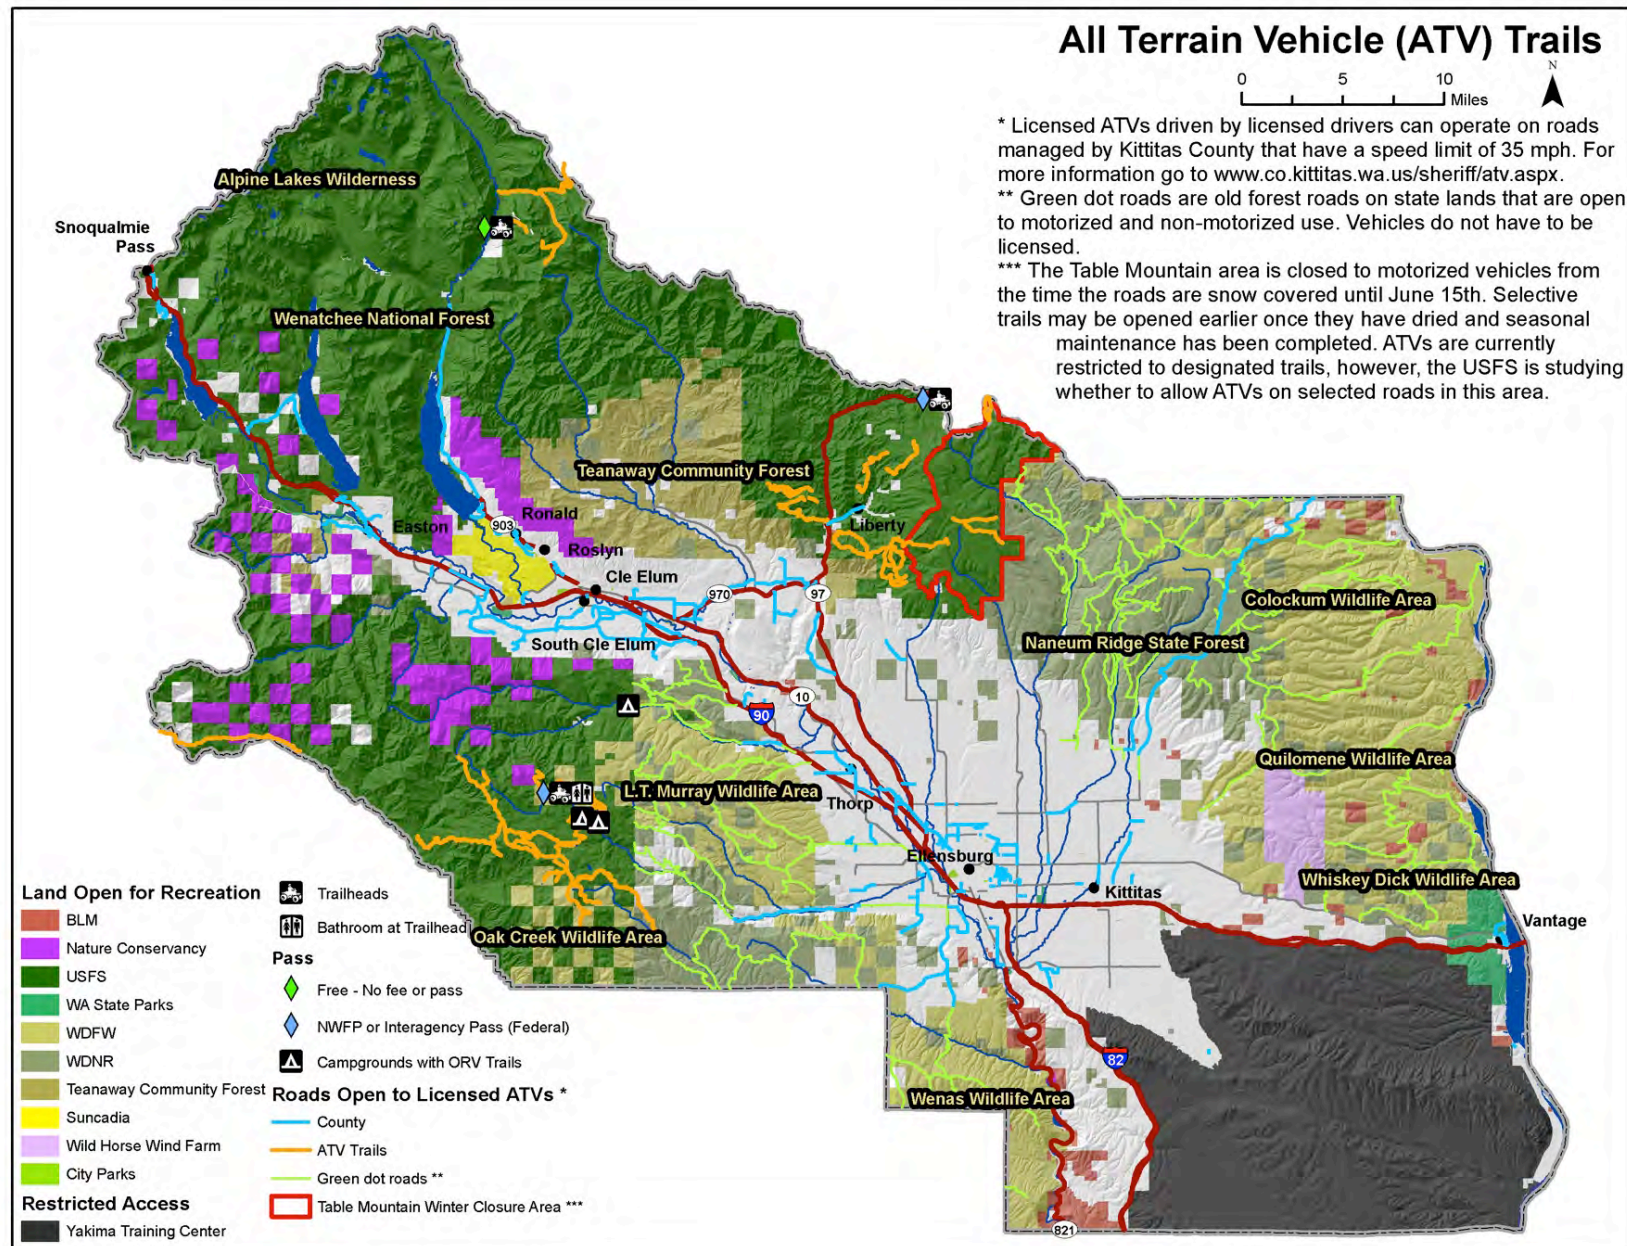 All Terrain Vehicle (ATV) Trails
N
0 5 10
Miles
* Licensed ATVs driven by licensed drivers can operate on roads
managed by Kittitas County that have a speed limit of 35 mph. For
more information go to www.co.kittitas.wa.us/sheriff/atv.aspx.
** Green dot roads are old forest roads on state lands that are open
to motorized and non-motorized use. Vehicles do not have to be
licensed.
*** The Table Mountain area is closed to motorized vehicles from
the time the roads are snow covered until June 15th. Selective
trails may be opened earlier once they have dried and seasonal
maintenance has been completed. ATVs are currently
restricted to designated trails, however, the USFS is studying
whether to allow ATVs on selected roads in this area.
Alpine Lakes Wilderness
Snoqualmie
Pass
Wenatchee National Forest
Teanaway Community Forest
Easton
903
Ronald
Roslyn
Liberty
Cle Elum
970
97
South Cle Elum
Colockum Wildlife Area
Naneum Ridge State Forest
10
90
Quilomene Wildlife Area
L.T. Murray Wildlife Area
Thorp
Ellensburg
Kittitas
Whiskey Dick Wildlife Area
Vantage
Oak Creek Wildlife Area
82
Wenas Wildlife Area
821
Land Open for Recreation
BLM
Nature Conservancy
USFS
WA State Parks
WDFW
WDNR
Teanaway Community Forest
Suncadia
Wild Horse Wind Farm
City Parks
Restricted Access
Yakima Training Center
Trailheads
Bathroom at Trailhead
Pass
Free - No fee or pass
NWFP or Interagency Pass (Federal)
Campgrounds with ORV Trails
Roads Open to Licensed ATVs *
County
ATV Trails
Green dot roads **
Table Mountain Winter Closure Area ***